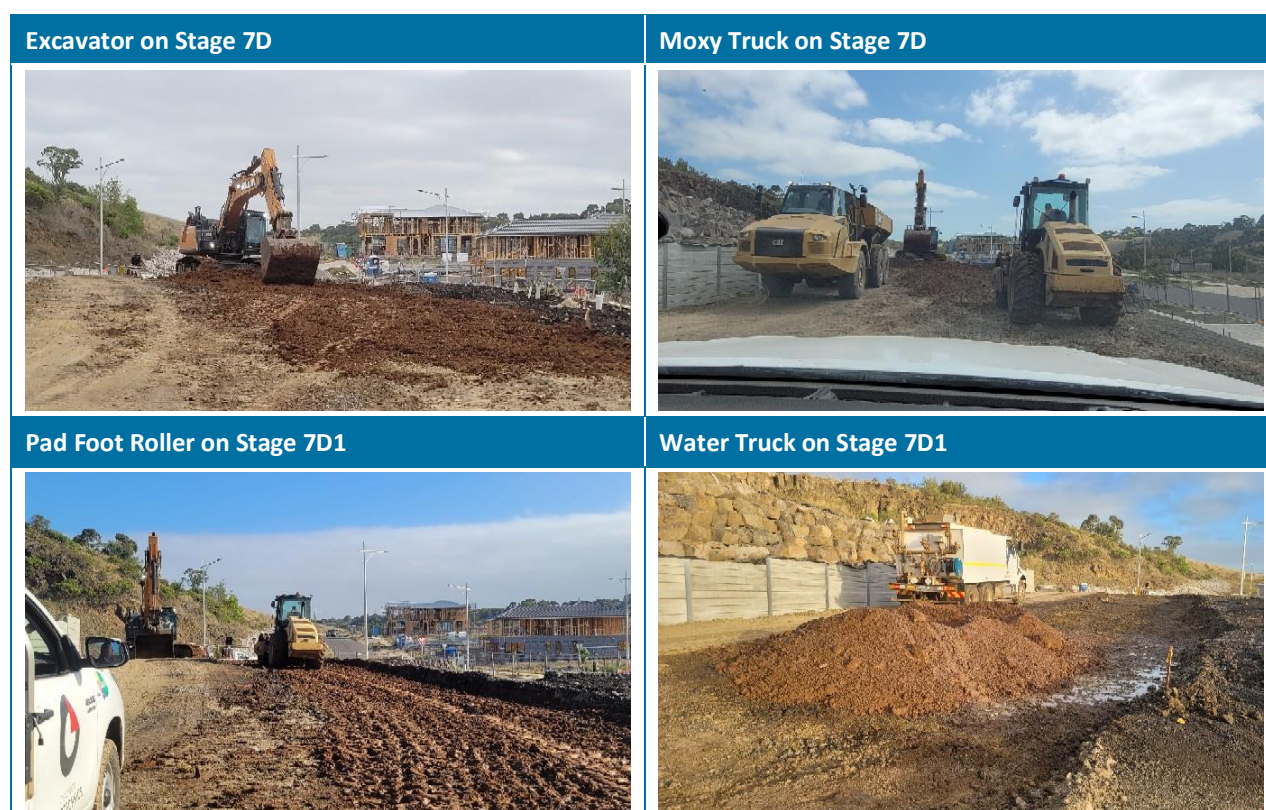 Excavator on Stage 7D
Moxy Truck on Stage 7D
Pad Foot Roller on Stage 7D1
Water Truck on Stage 7D1